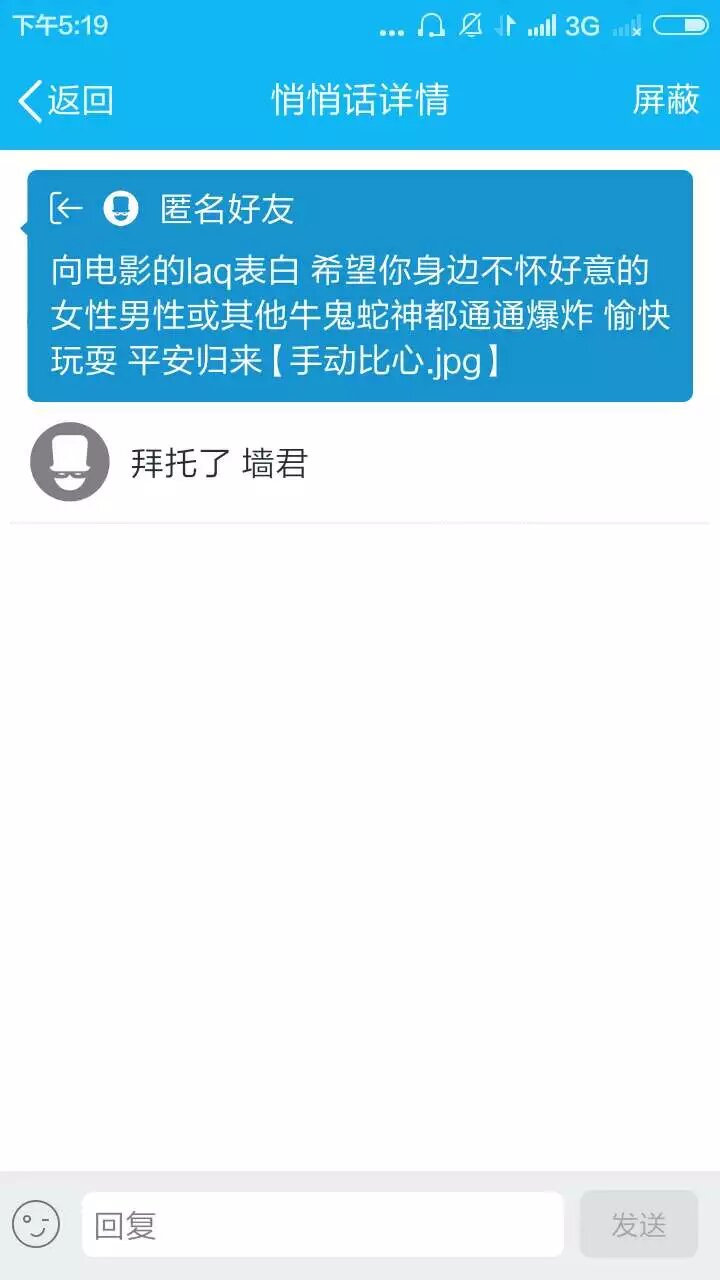 下午5:19 ... 3G
返回 悄悄话详情 屏蔽
匿名好友
向电影的laq表白 希望你身边不怀好意的
女性男性或其他牛鬼蛇神都通通爆炸 愉快
玩耍 平安归来【手动比心.jpg】
拜托了 墙君
回复 发送